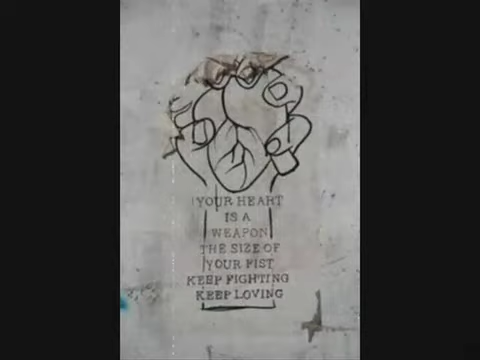 YOUR HEART
IS A
WEAPON
THE SIZE OF
YOUR FIST
KEEP FIGHTING
KEEP LOVING